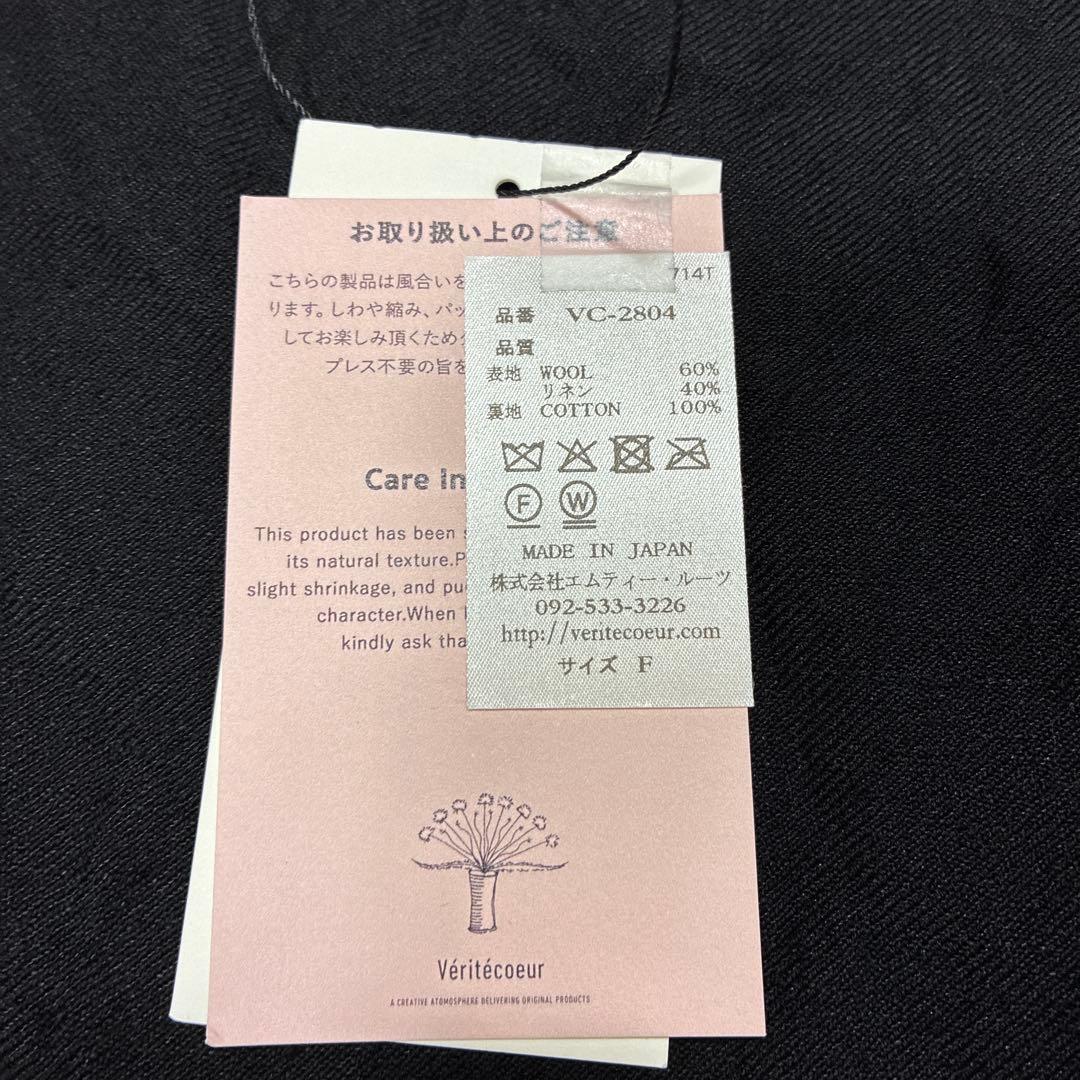 お取り扱い上のご注意
こちらの製品は風合いを
ります。しわや縮み、パッ
してお楽しみ頂くため
プレス不要の旨を
714T
品番 VC-2804
品質
表地 WOOL 60%
リネン 40%
裏地 COTTON 100%
F W
MADE IN JAPAN
株式会社エムティー・ルーツ
092-533-3226
http://veritecoeur.com
サイズ F
Care In
This product has been
its natural texture.P
slight shrinkage, and pu
character.When
kindly ask tha
Véritécoeur
A CREATIVE ATOMOSPHERE DELIVERING ORIGINAL PRODUCTS